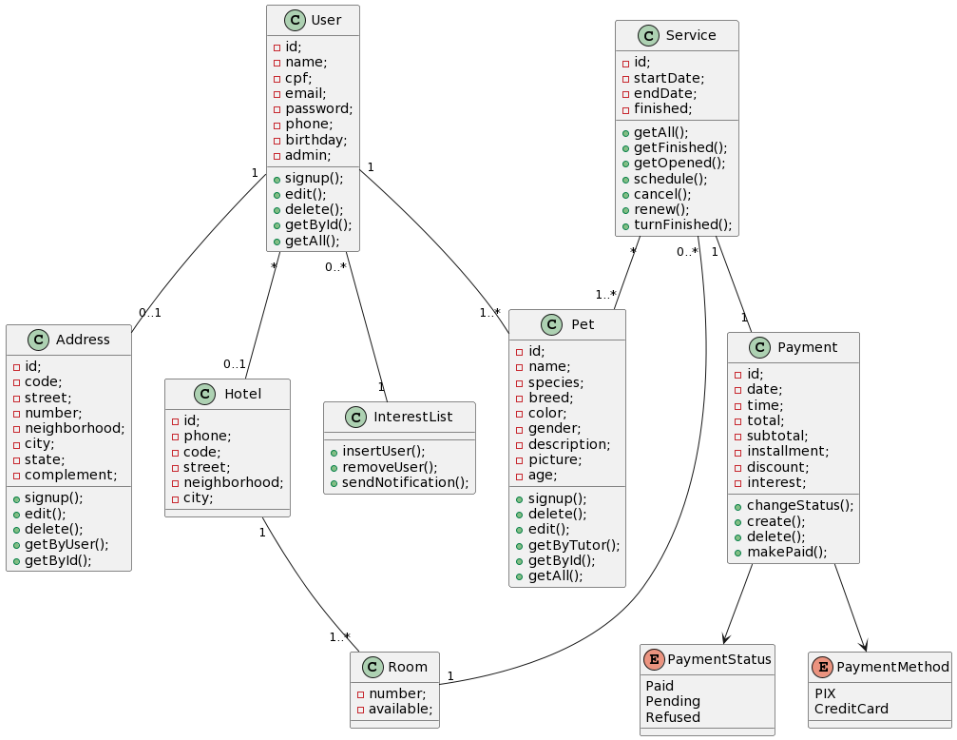 C User
id;
name;
cpf;
email;
password;
phone;
birthday;
admin;
signup();
edit();
delete();
getById();
getAll();
C Service
id;
startDate;
endDate;
finished;
getAll();
getFinished();
getOpened();
schedule();
cancel();
renew();
turnFinished();
1
1
*
0..*
*
0..*
1
0..1
0..1
1
1..*
1..*
1
C Address
id;
code;
street;
number;
neighborhood;
city;
state;
complement;
signup();
edit();
delete();
getByUser();
getById();
C Hotel
id;
phone;
code;
street;
neighborhood;
city;
C InterestList
insertUser();
removeUser();
sendNotification();
C Pet
id;
name;
species;
breed;
color;
gender;
description;
picture;
age;
signup();
delete();
edit();
getByTutor();
getById();
getAll();
C Payment
id;
date;
time;
total;
subtotal;
installment;
discount;
interest;
changeStatus();
create();
delete();
makePaid();
1
1..*
1
C Room
number;
available;
E PaymentStatus
Paid
Pending
Refused
E PaymentMethod
PIX
CreditCard